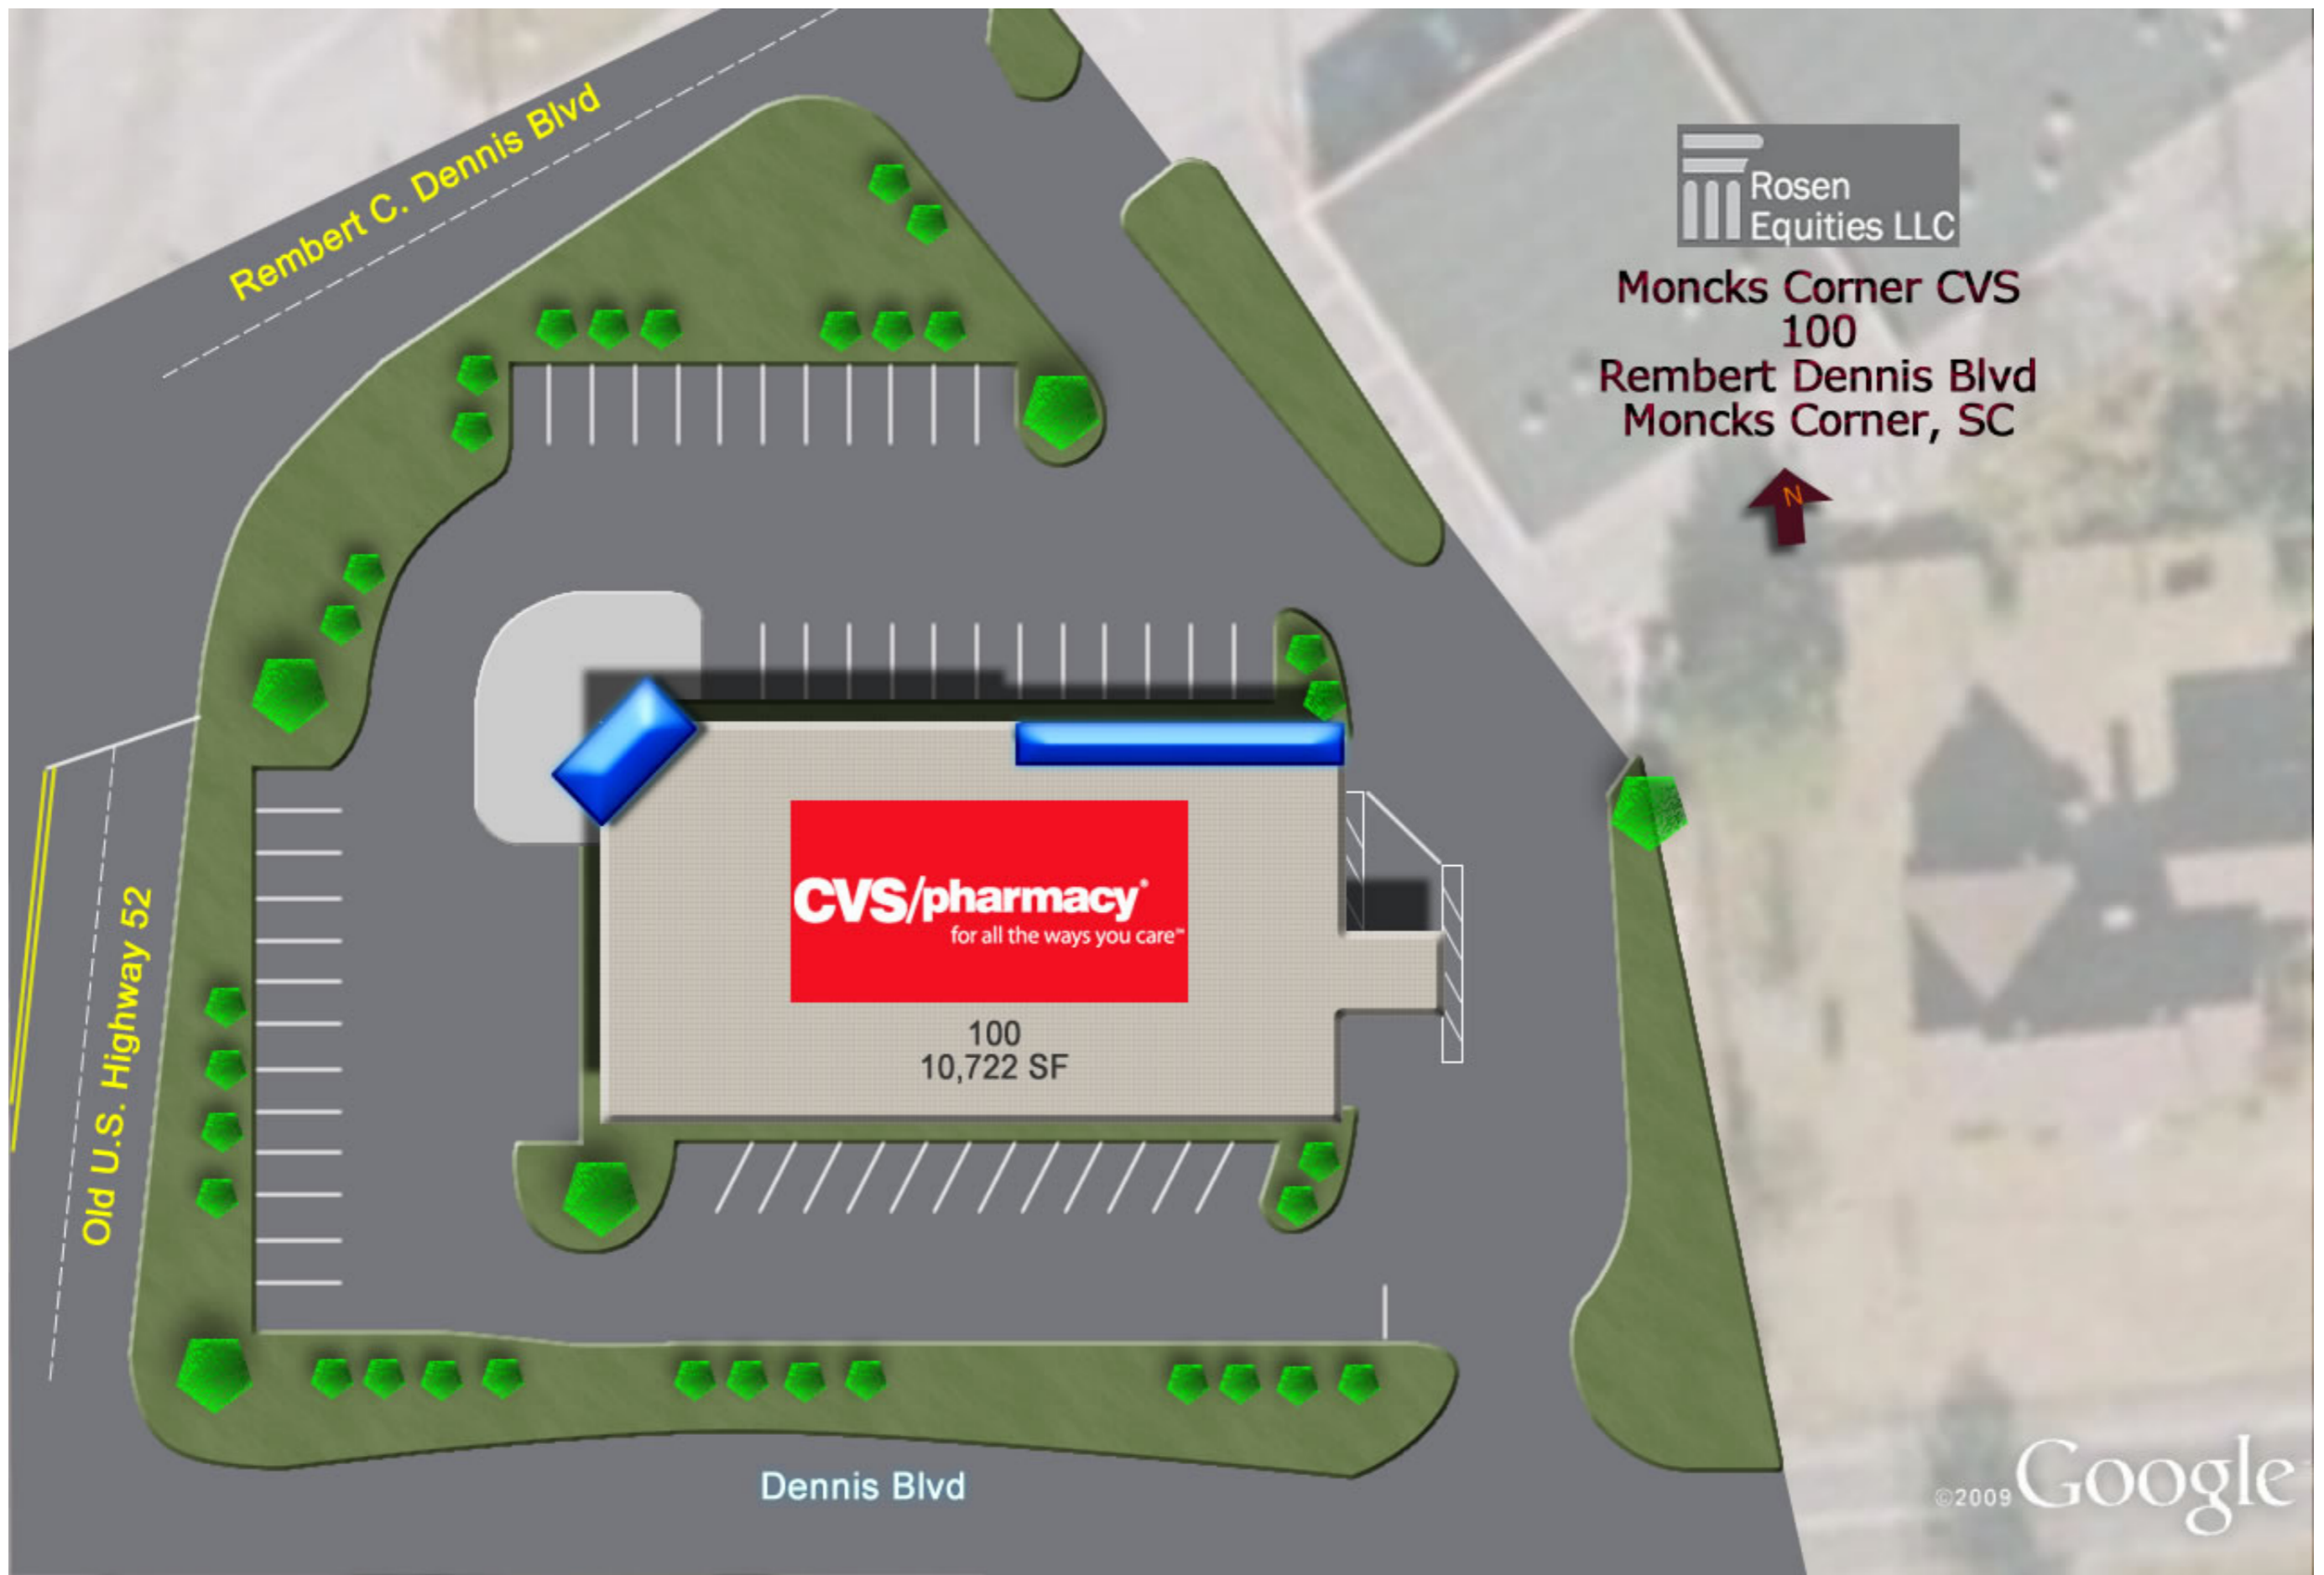 Rembert C. Dennis Blvd
Rosen
Equities LLC
Moncks Corner CVS
100
Rembert Dennis Blvd
Moncks Corner, SC
N
Old U.S. Highway 52
CVS/pharmacy®
for all the ways you care℠
100
10,722 SF
Dennis Blvd
©2009 Google